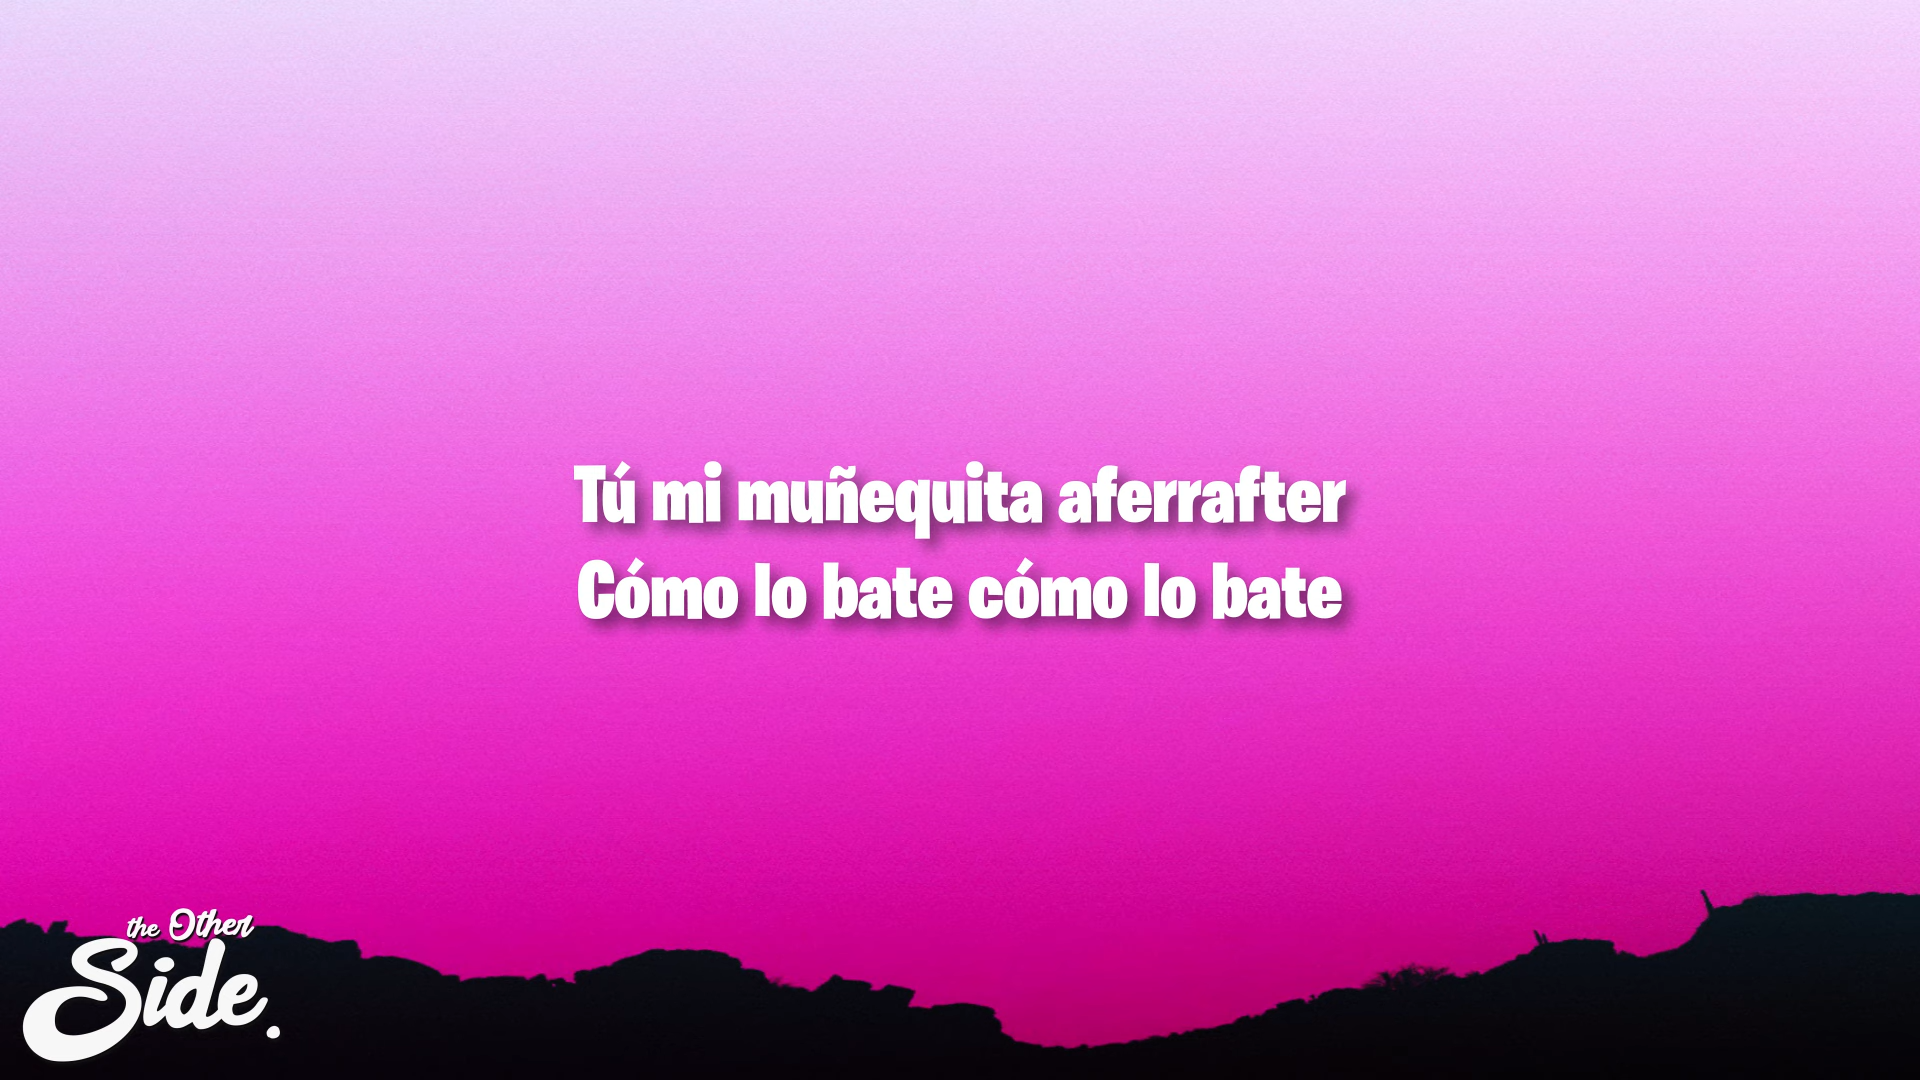 Tú mi muñequita aferrafter
Cómo lo bate cómo lo bate
the Other
Side.